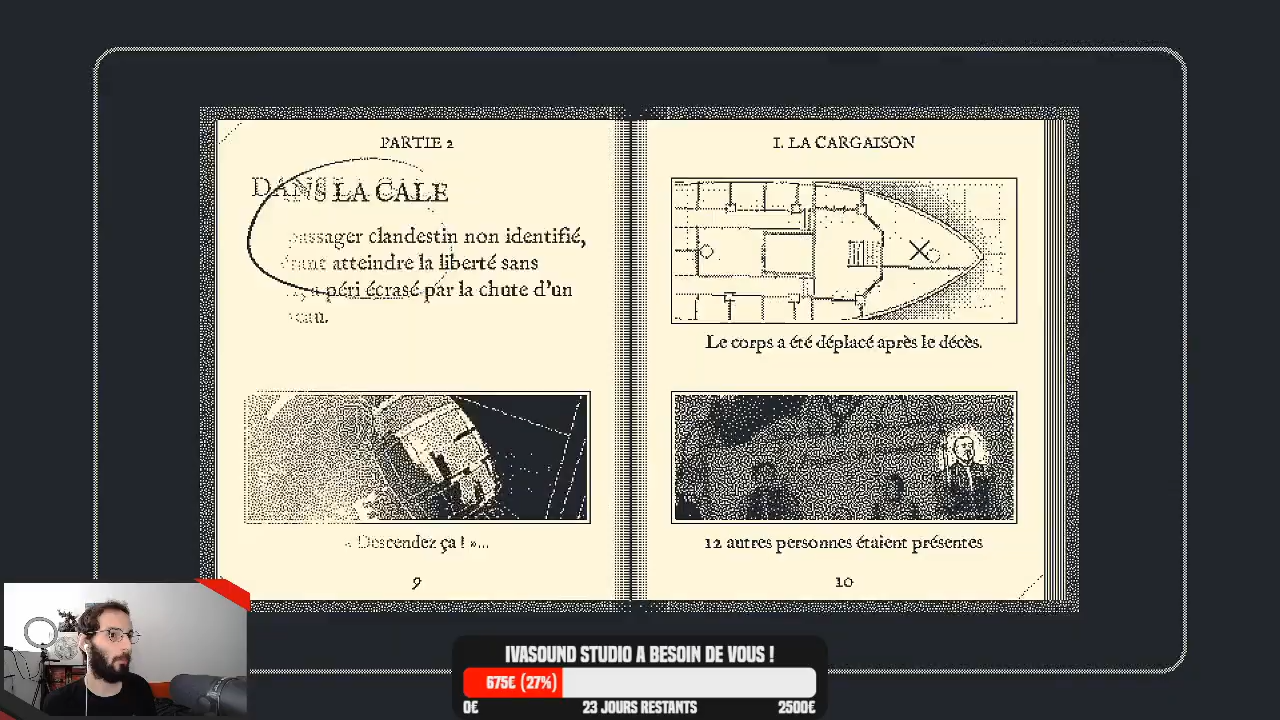 PARTIE 2
DANS LA CALE
passager clandestin non identifié,
atteindre la liberté sans
péri écrasé par la chute d'un
9
« Descendez ça ! »...
I. LA CARGAISON
Le corps a été déplacé après le décès.
12 autres personnes étaient présentes
10
IVASOUND STUDIO A BESOIN DE VOUS !
675€ (27%)
0€ 23 JOURS RESTANTS 2500€